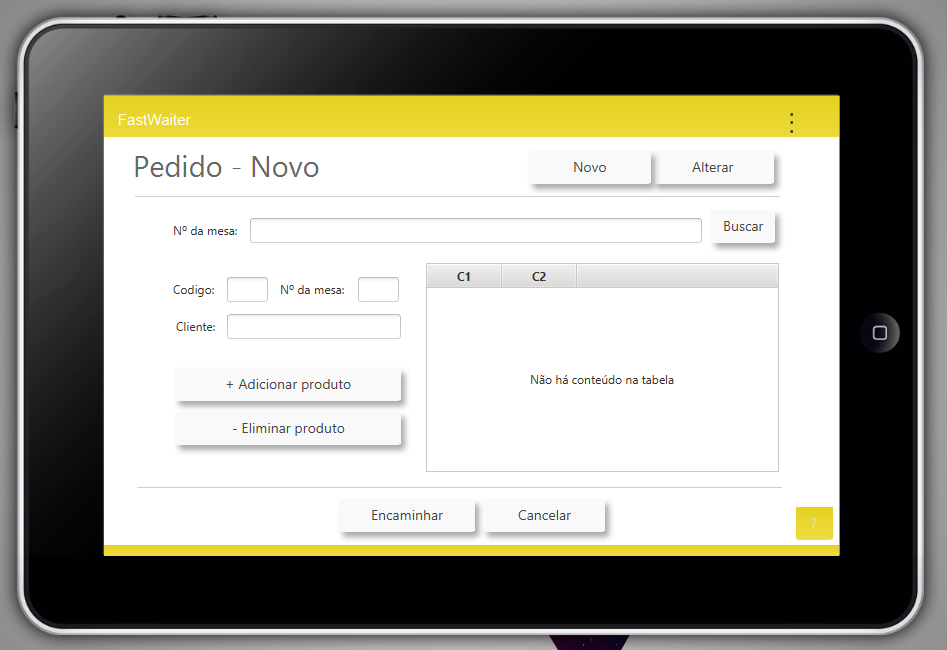 FastWaiter
Pedido - Novo
Novo
Alterar
Nº da mesa:
Buscar
Codigo:
Nº da mesa:
Cliente:
C1
C2
Não há conteúdo na tabela
+ Adicionar produto
- Eliminar produto
Encaminhar
Cancelar
?